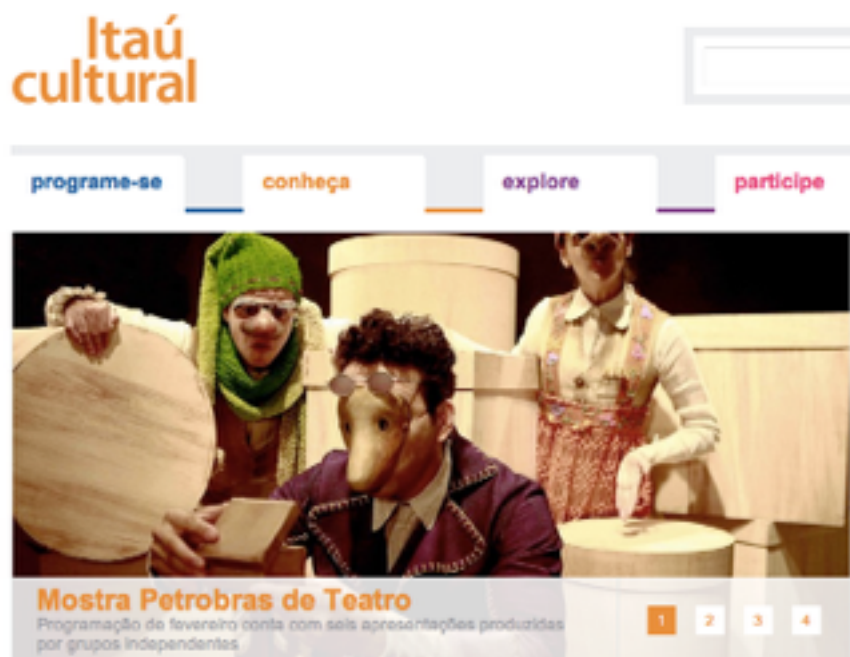 Itaú
cultural
programe-se
conheça
explore
participe
Mostra Petrobras de Teatro
Programação de fevereiro conta com seis apresentações produzidas
por grupos independentes
1 2 3 4